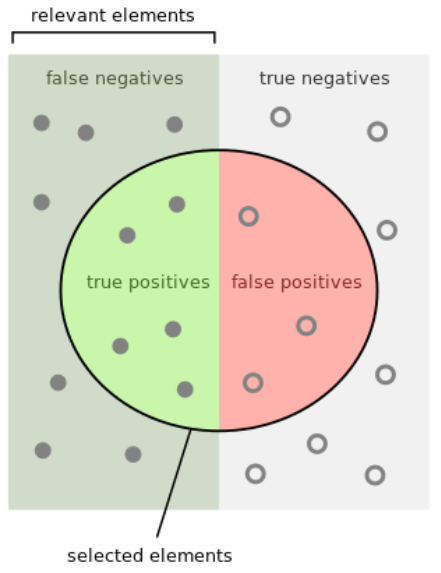 relevant elements
false negatives
true negatives
true positives
false positives
selected elements